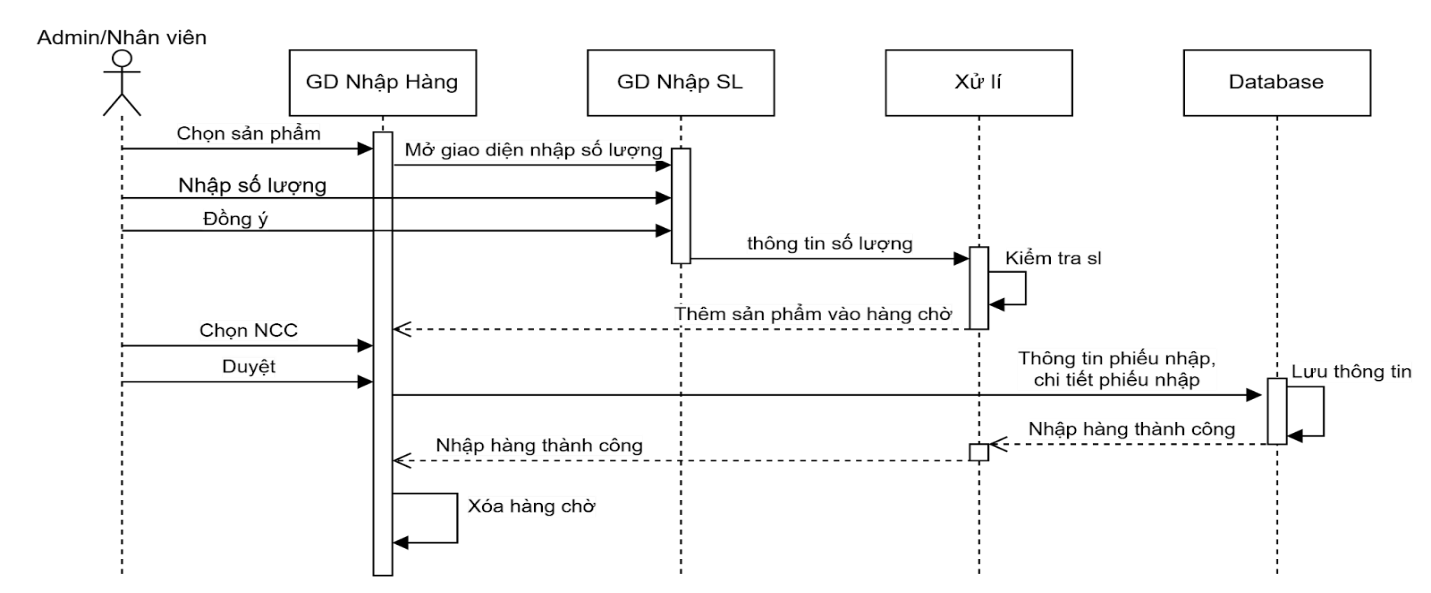 Admin/Nhân viên
GD Nhập Hàng
GD Nhập SL
Xử lí
Database
Chọn sản phẩm
Mở giao diện nhập số lượng
Nhập số lượng
Đồng ý
thông tin số lượng
Kiểm tra sl
Thêm sản phẩm vào hàng chờ
Chọn NCC
Duyệt
Thông tin phiếu nhập,
chi tiết phiếu nhập
Lưu thông tin
Nhập hàng thành công
Nhập hàng thành công
Xóa hàng chờ